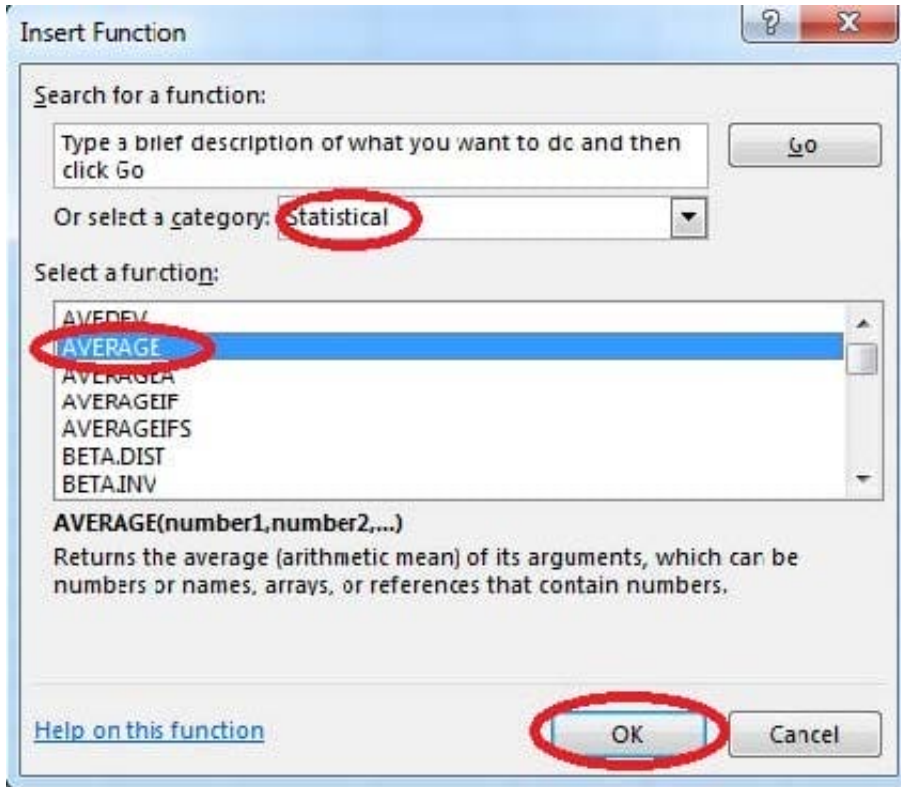 Insert Function
?
X
Search for a function:
Type a brief description of what you want to do and then
click Go
Go
Or select a category: Statistical
Select a function:
AVEDEV
AVERAGE
AVERAGEA
AVERAGEIF
AVERAGEIFS
BETA.DIST
BETA.INV
AVERAGE(number1,number2,...)
Returns the average (arithmetic mean) of its arguments, which can be
numbers or names, arrays, or references that contain numbers.
Help on this function
OK
Cancel